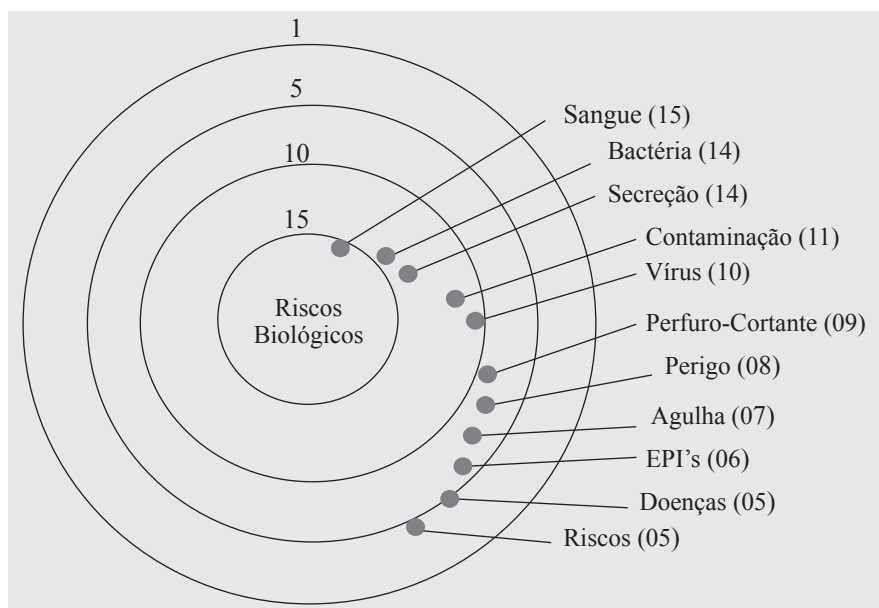 1
5
10
15
Riscos
Biológicos
Sangue (15)
Bactéria (14)
Secreção (14)
Contaminação (11)
Vírus (10)
Perfuro-Cortante (09)
Perigo (08)
Agulha (07)
EPI's (06)
Doenças (05)
Riscos (05)